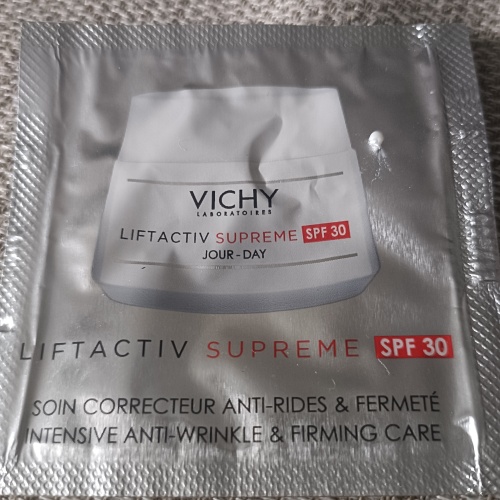 VICHY
LABORATOIRES
LIFTACTIV SUPREME SPF 30
JOUR - DAY
LIFTACTIV SUPREME SPF 30
SOIN CORRECTEUR ANTI-RIDES & FERMETÉ
INTENSIVE ANTI-WRINKLE & FIRMING CARE